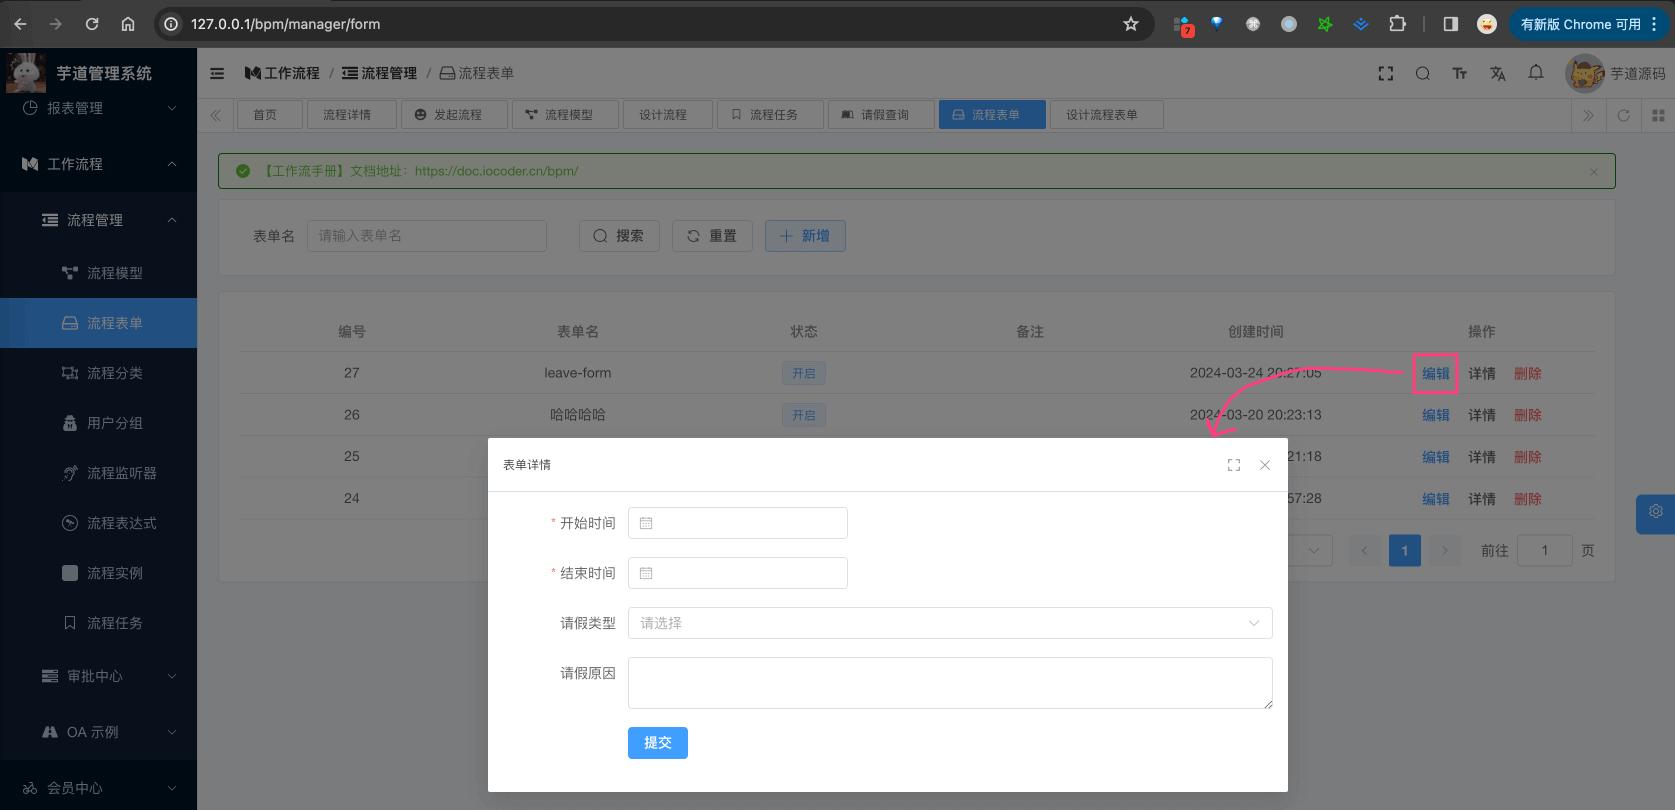 127.0.0.1/bpm/manager/form
7
有新版 Chrome 可用
芋道管理系统
工作流程 / 流程管理 / 流程表单
芋道源码
报表管理
首页 流程详情 发起流程 流程模型 设计流程 流程任务 请假查询 流程表单 设计流程表单
工作流程
【工作流手册】文档地址：https://doc.iocoder.cn/bpm/
流程管理
表单名 请输入表单名 搜索 重置 新增
流程模型
流程表单
流程分类
用户分组
流程监听器
流程表达式
流程实例
流程任务
审批中心
OA 示例
会员中心
编号 表单名 状态 备注 创建时间 操作
27 leave-form 开启 2024-03-24 20:27:05 编辑 详情 删除
26 哈哈哈哈 开启 2024-03-20 20:23:13 编辑 详情 删除
25 21:18 编辑 详情 删除
24 57:28 编辑 详情 删除
1 前往 1 页
表单详情
* 开始时间
* 结束时间
请假类型 请选择
请假原因
提交